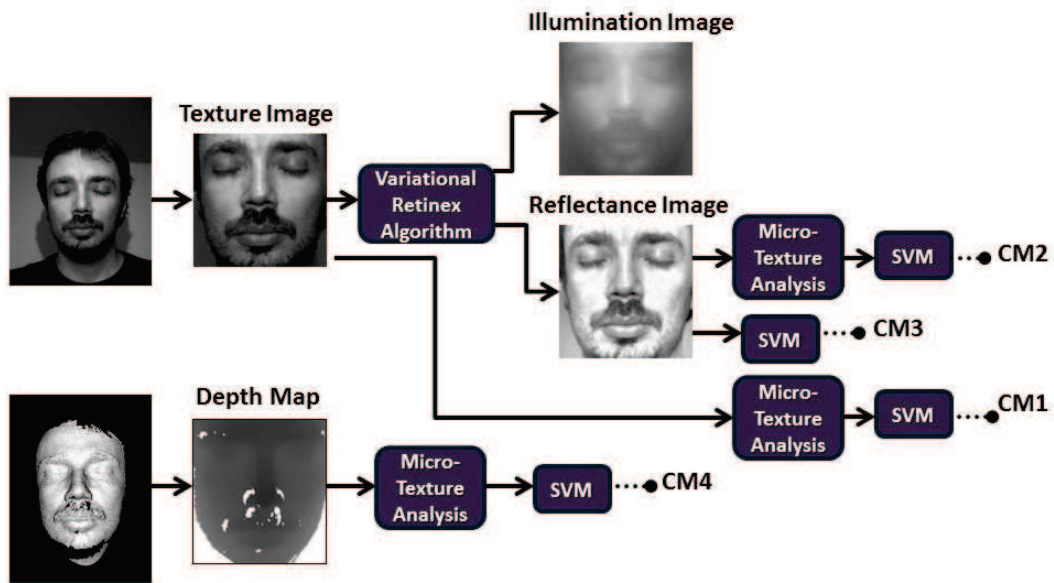 Illumination Image
Texture Image
Variational
Retinex
Algorithm
Reflectance Image
Micro-
Texture
Analysis
SVM
CM2
SVM
CM3
Micro-
Texture
Analysis
SVM
CM1
Depth Map
Micro-
Texture
Analysis
SVM
CM4